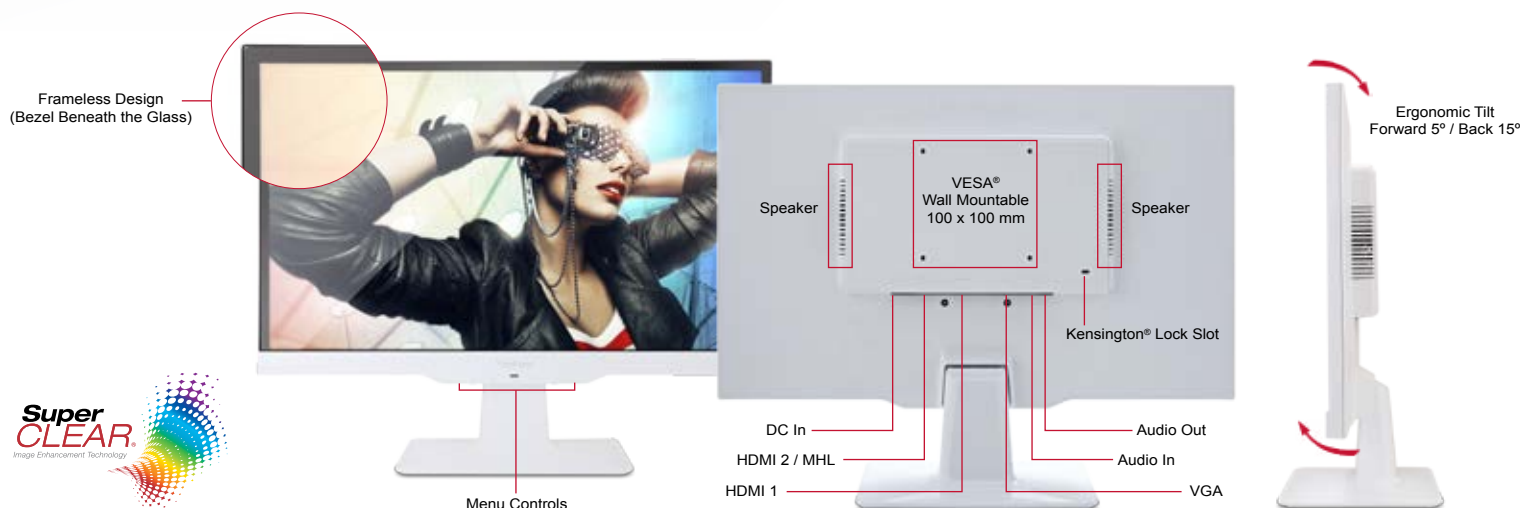 Frameless Design
(Bezel Beneath the Glass)
Super
CLEAR®
Image Enhancement Technology
Menu Controls
Speaker
VESA®
Wall Mountable
100 x 100 mm
Speaker
Kensington® Lock Slot
DC In
HDMI 2 / MHL
HDMI 1
Audio Out
Audio In
VGA
Ergonomic Tilt
Forward 5º / Back 15º